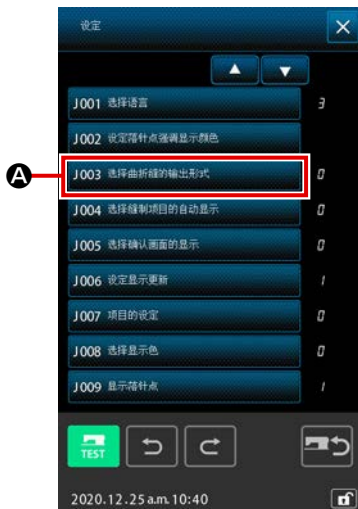 设定
J001 选择语言 3
J002 设定落针点强调显示颜色
A
J003 选择曲折缝的输出形式 0
J004 选择缝制项目的自动显示 0
J005 选择确认画面的显示 0
J006 设定显示更新 1
J007 项目的设定 0
J008 选择显示色 0
J009 显示落针点 1
TEST
2020.12.25 a.m. 10:40